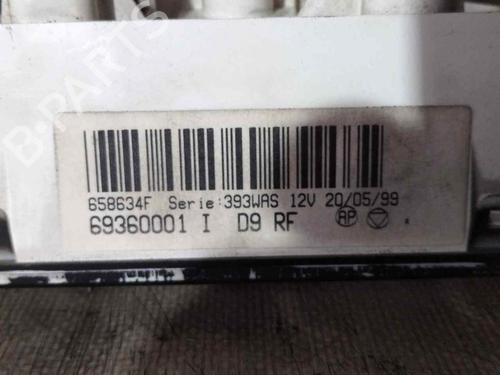 B-PARTS
658634F Serie:393WAS 12V 20/05/99
69360001 I D9 RF AP